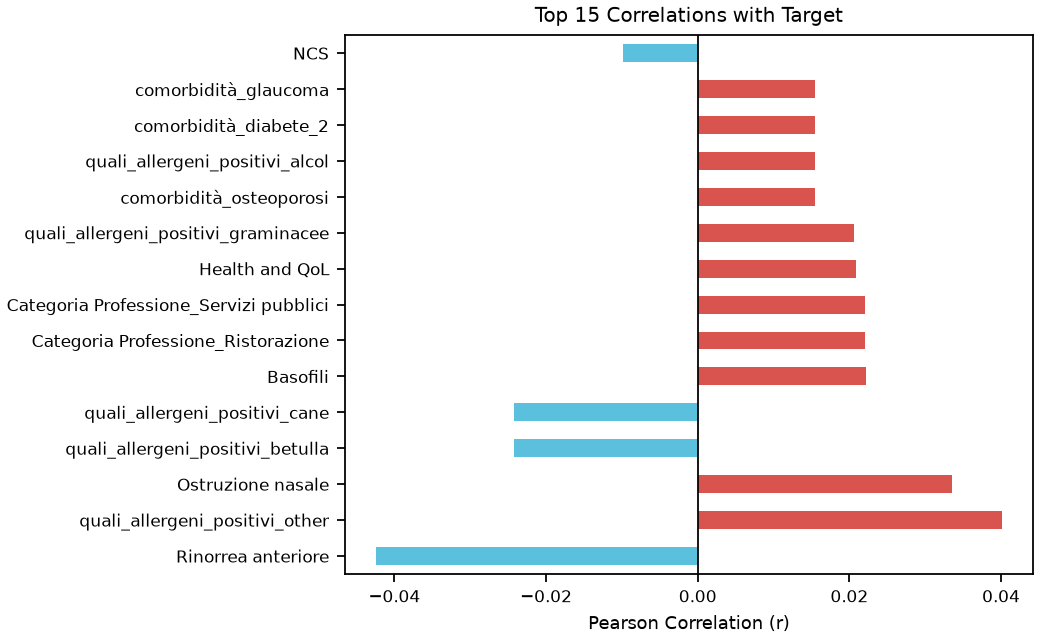 Top 15 Correlations with Target
NCS
comorbidità_glaucoma
comorbidità_diabete_2
quali_allergeni_positivi_alcol
comorbidità_osteoporosi
quali_allergeni_positivi_graminacee
Health and QoL
Categoria Professione_Servizi pubblici
Categoria Professione_Ristorazione
Basofili
quali_allergeni_positivi_cane
quali_allergeni_positivi_betulla
Ostruzione nasale
quali_allergeni_positivi_other
Rinorrea anteriore
−0.04 −0.02 0.00 0.02 0.04
Pearson Correlation (r)